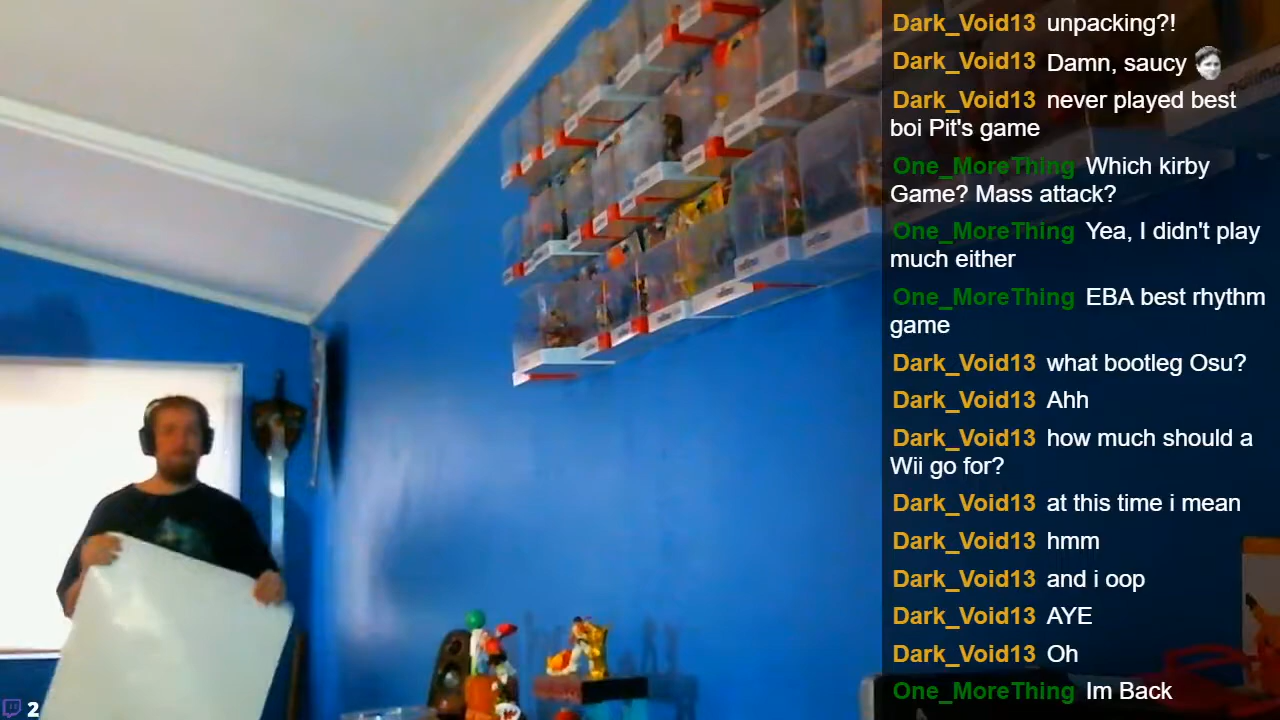 Dark_Void13 unpacking?!
Dark_Void13 Damn, saucy
Dark_Void13 never played best
boi Pit's game
One_MoreThing Which kirby
Game? Mass attack?
One_MoreThing Yea, I didn't play
much either
One_MoreThing EBA best rhythm
game
Dark_Void13 what bootleg Osu?
Dark_Void13 Ahh
Dark_Void13 how much should a
Wii go for?
Dark_Void13 at this time i mean
Dark_Void13 hmm
Dark_Void13 and i oop
Dark_Void13 AYE
Dark_Void13 Oh
One_MoreThing Im Back
2